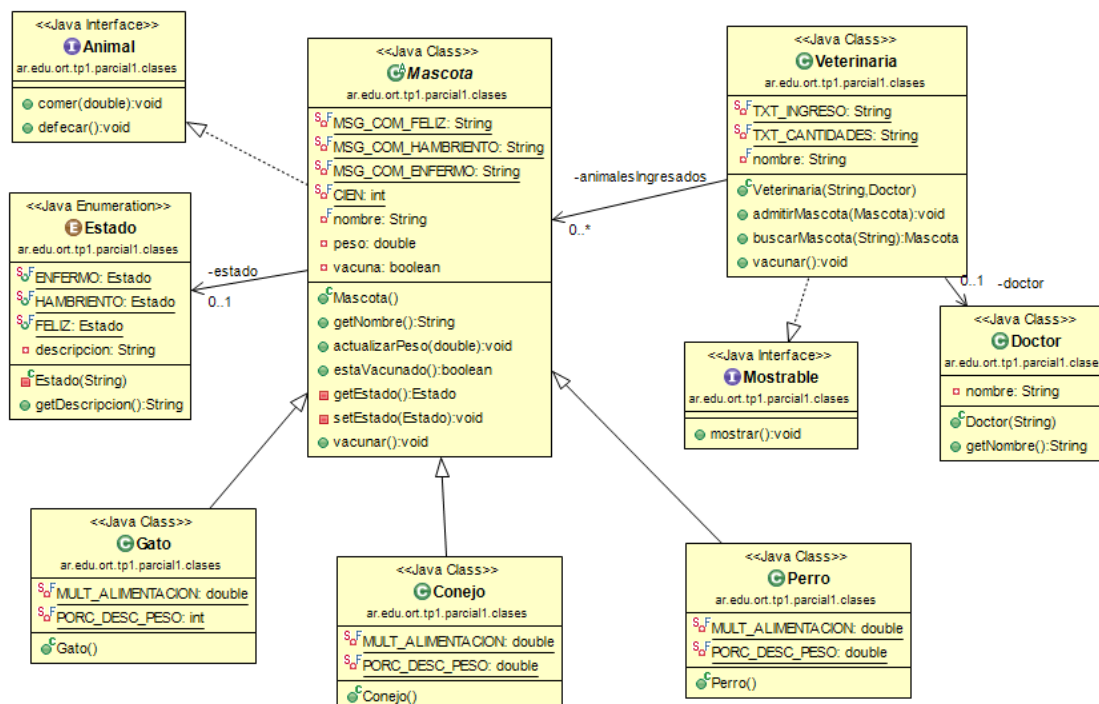 <<Java Interface>>
Animal
ar.edu.ort.tp1.parcial1.clases
comer(double):void
defecar():void
<<Java Class>>
Mascota
ar.edu.ort.tp1.parcial1.clases
MSG_COM_FELIZ: String
MSG_COM_HAMBRIENTO: String
MSG_COM_ENFERMO: String
CIEN: int
nombre: String
peso: double
vacuna: boolean
Mascota()
getNombre():String
actualizarPeso(double):void
estaVacunado():boolean
getEstado():Estado
setEstado(Estado):void
vacunar():void
<<Java Class>>
Veterinaria
ar.edu.ort.tp1.parcial1.clases
TXT_INGRESO: String
TXT_CANTIDADES: String
nombre: String
Veterinaria(String,Doctor)
admitirMascota(Mascota):void
buscarMascota(String):Mascota
vacunar():void
-animalesIngresados
0..*
<<Java Enumeration>>
Estado
ar.edu.ort.tp1.parcial1.clases
ENFERMO: Estado
HAMBRIENTO: Estado
FELIZ: Estado
descripcion: String
Estado(String)
getDescripcion():String
-estado
0..1
0..1
-doctor
<<Java Class>>
Doctor
ar.edu.ort.tp1.parcial1.clases
nombre: String
Doctor(String)
getNombre():String
<<Java Interface>>
Mostrable
ar.edu.ort.tp1.parcial1.clases
mostrar():void
<<Java Class>>
Gato
ar.edu.ort.tp1.parcial1.clases
MULT_ALIMENTACION: double
PORC_DESC_PESO: int
Gato()
<<Java Class>>
Conejo
ar.edu.ort.tp1.parcial1.clases
MULT_ALIMENTACION: double
PORC_DESC_PESO: double
Conejo()
<<Java Class>>
Perro
ar.edu.ort.tp1.parcial1.clases
MULT_ALIMENTACION: double
PORC_DESC_PESO: double
Perro()